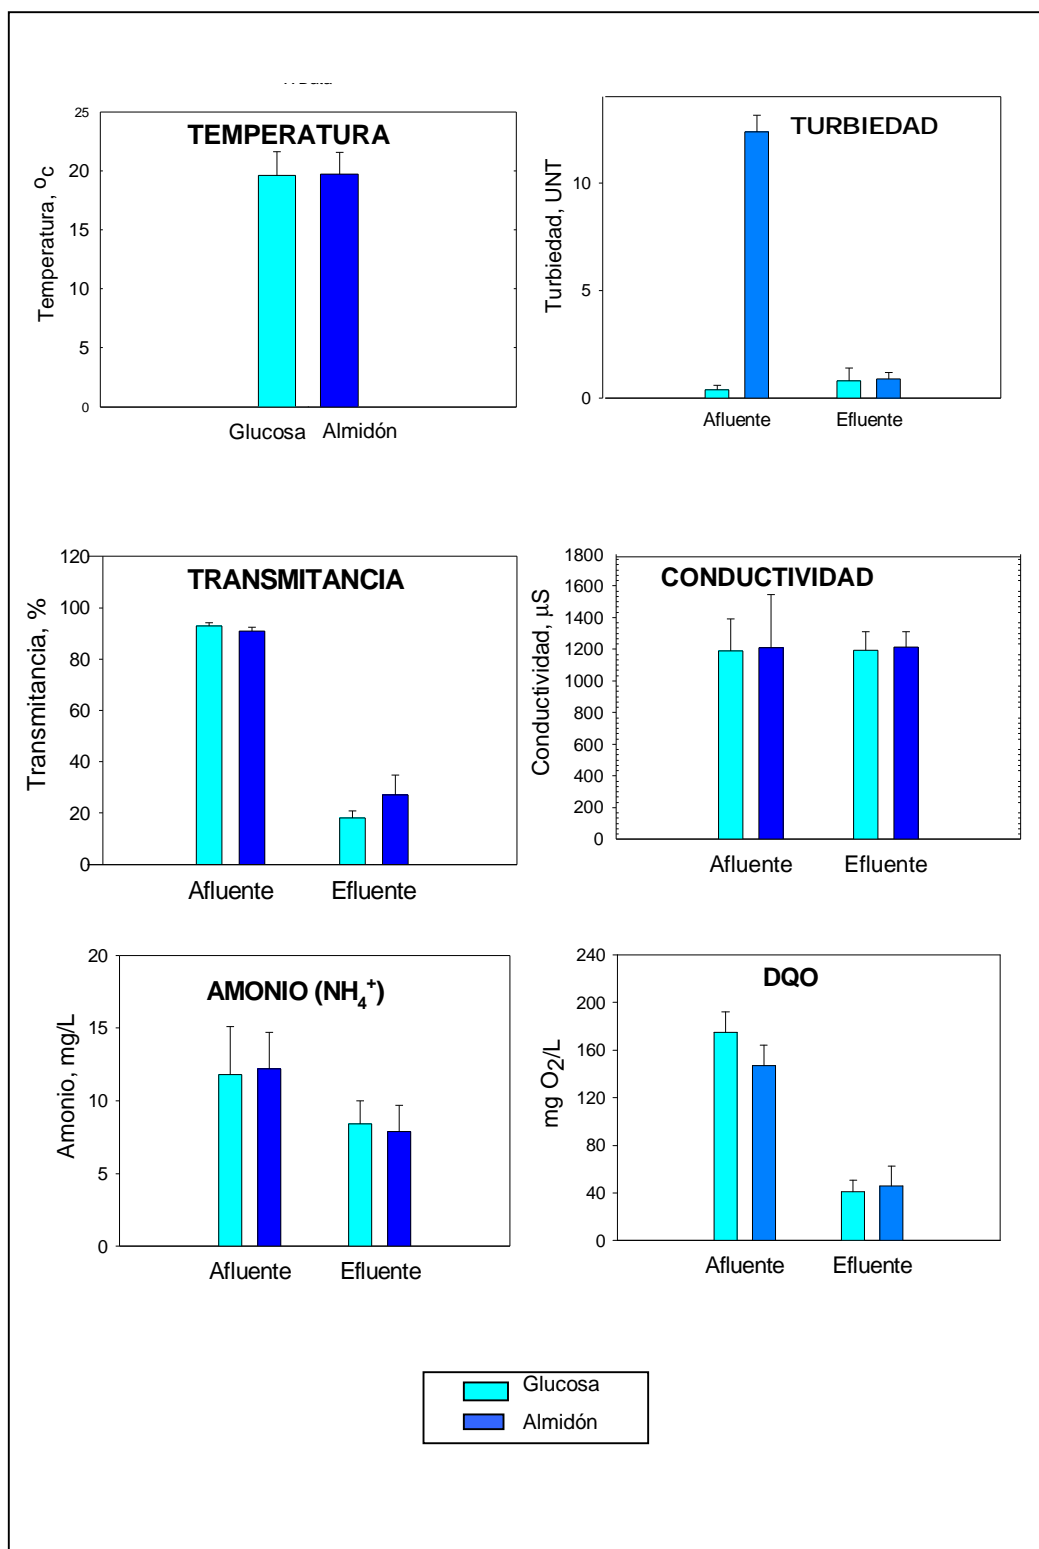 TEMPERATURA
Temperatura, °C
25
20
15
10
5
0
Glucosa Almidón
TURBIEDAD
Turbiedad, UNT
10
5
0
Afluente Efluente
TRANSMITANCIA
Transmitancia, %
120
100
80
60
40
20
0
Afluente Efluente
CONDUCTIVIDAD
Conductividad, µS
1800
1600
1400
1200
1000
800
600
400
200
0
Afluente Efluente
AMONIO (NH₄⁺)
Amonio, mg/L
20
15
10
5
0
Afluente Efluente
DQO
mg O₂/L
240
200
160
120
80
40
0
Afluente Efluente
Glucosa
Almidón